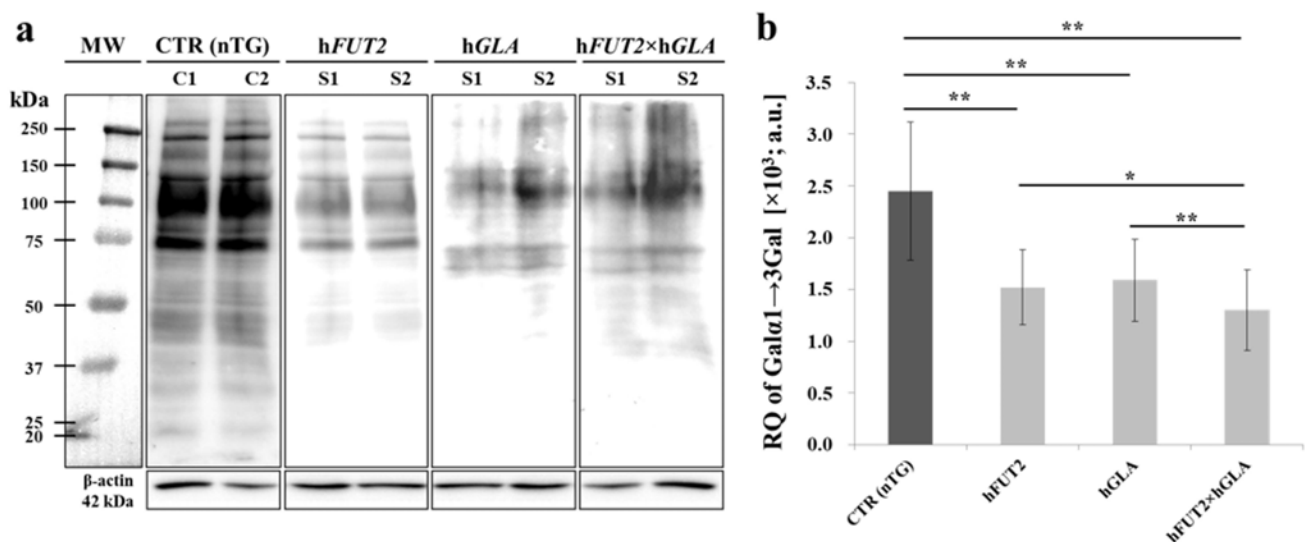 a
MW CTR (nTG) hFUT2 hGLA hFUT2×hGLA
C1 C2 S1 S2 S1 S2 S1 S2
kDa
250
150
100
75
50
37
25
20
β-actin
42 kDa
b
**
**
**
*
**
RQ of Galα1→3Gal [×10³; a.u.]
3.5
3.0
2.5
2.0
1.5
1.0
0.5
0.0
CTR (nTG)
hFUT2
hGLA
hFUT2×hGLA